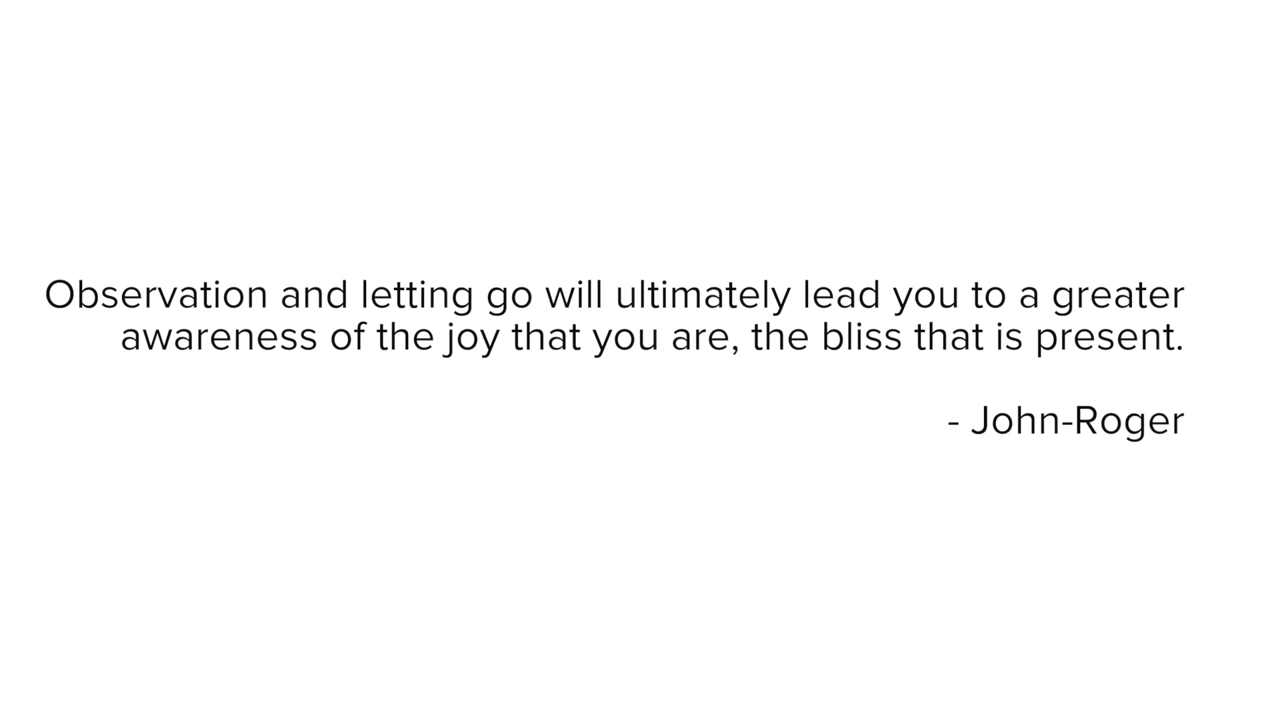 Observation and letting go will ultimately lead you to a greater
awareness of the joy that you are, the bliss that is present.
- John-Roger